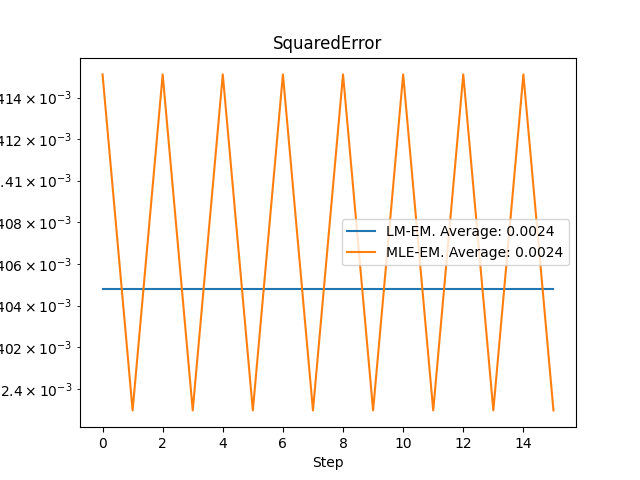 SquaredError
414 × 10⁻³
412 × 10⁻³
.41 × 10⁻³
408 × 10⁻³
406 × 10⁻³
404 × 10⁻³
402 × 10⁻³
2.4 × 10⁻³
LM-EM. Average: 0.0024
MLE-EM. Average: 0.0024
0 2 4 6 8 10 12 14
Step